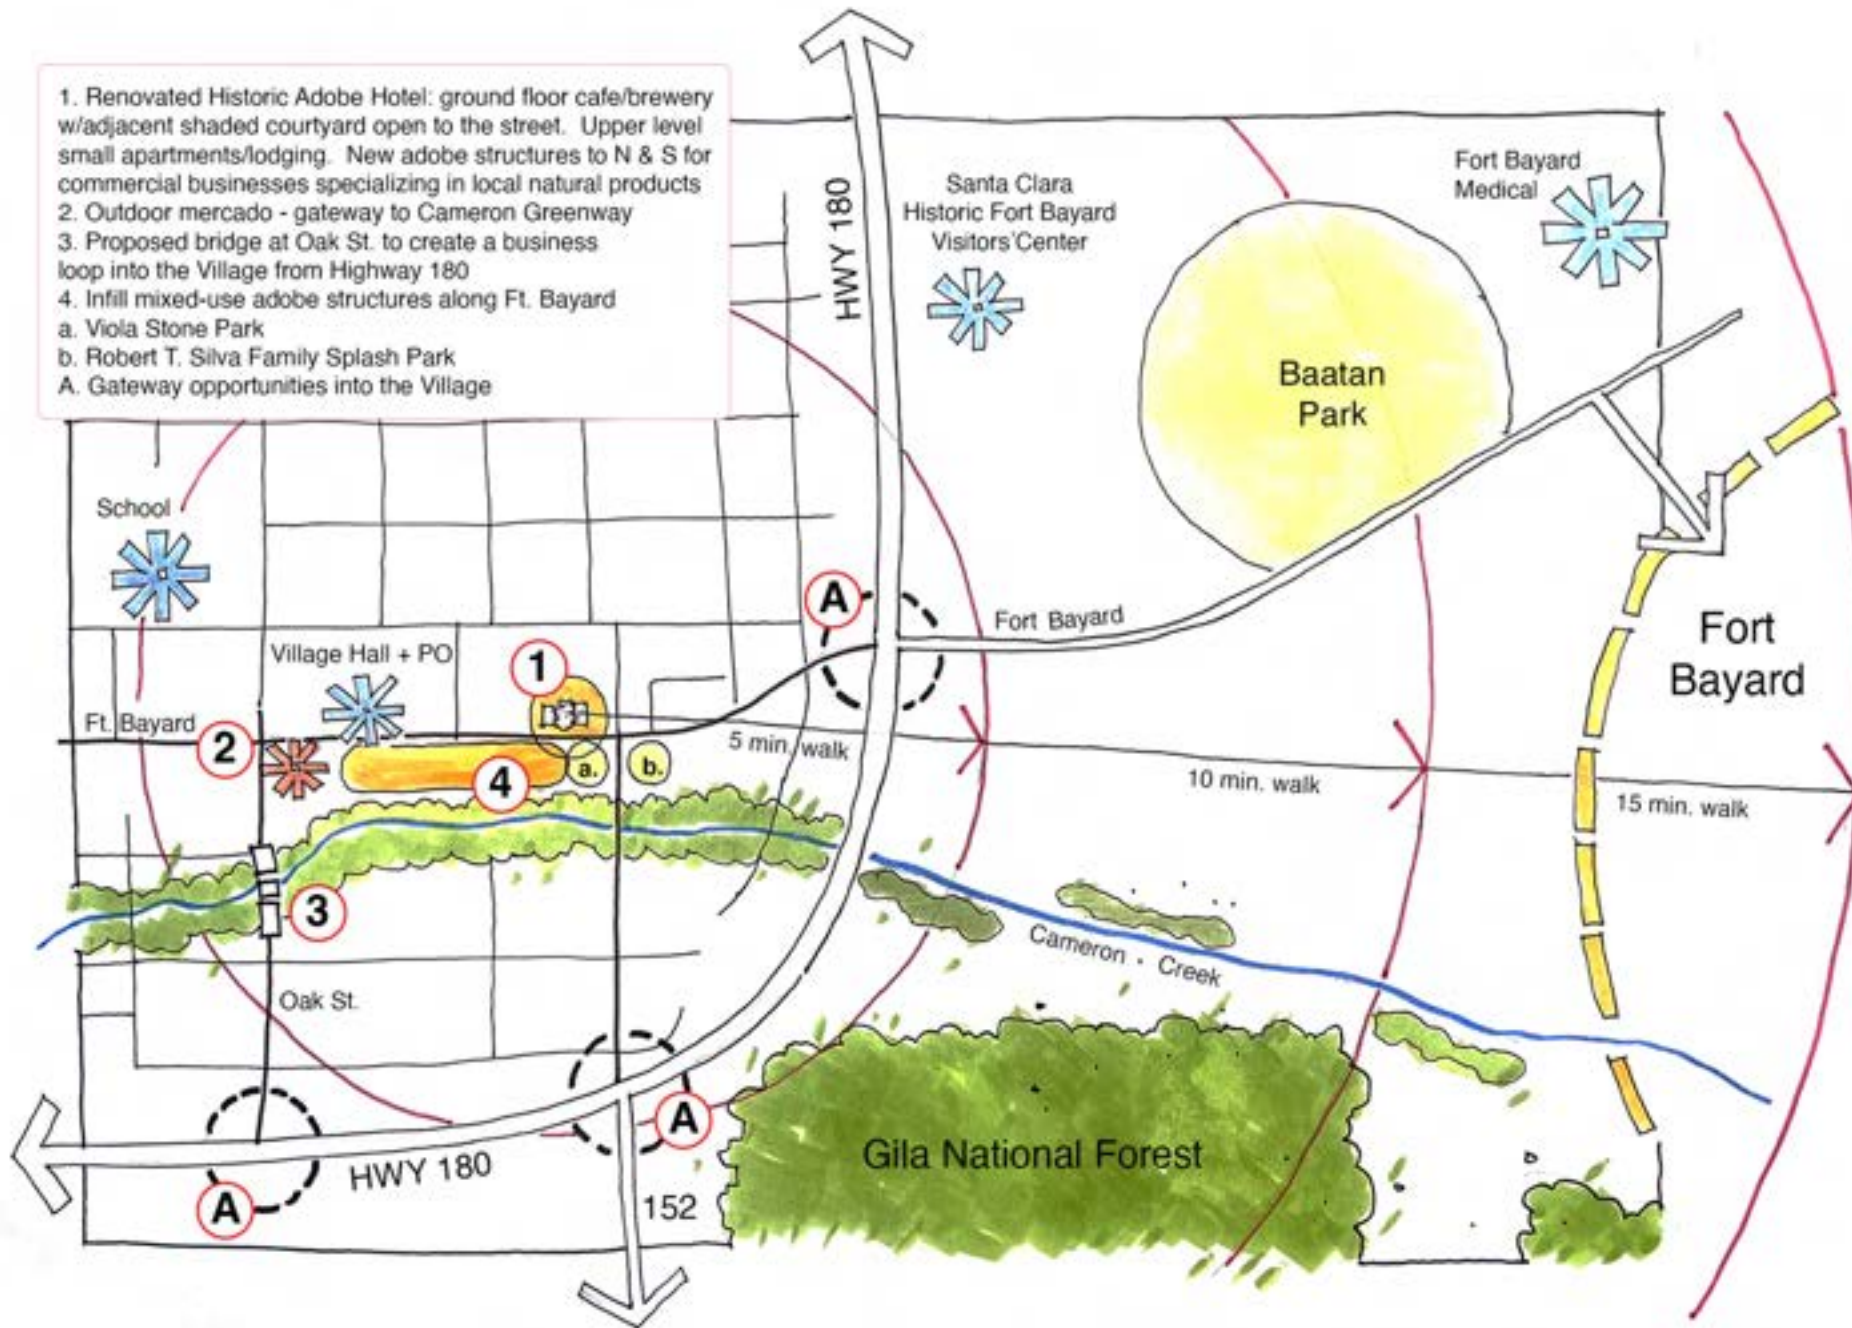 1. Renovated Historic Adobe Hotel: ground floor cafe/brewery
w/adjacent shaded courtyard open to the street. Upper level
small apartments/lodging. New adobe structures to N & S for
commercial businesses specializing in local natural products
2. Outdoor mercado - gateway to Cameron Greenway
3. Proposed bridge at Oak St. to create a business
loop into the Village from Highway 180
4. Infill mixed-use adobe structures along Ft. Bayard
a. Viola Stone Park
b. Robert T. Silva Family Splash Park
A. Gateway opportunities into the Village
HWY 180
Santa Clara
Historic Fort Bayard
Visitors'Center
Fort Bayard
Medical
Baatan
Park
School
A
Fort Bayard
Fort
Bayard
Village Hall + PO
1
Ft. Bayard
2
4
a.
b.
5 min. walk
10 min. walk
15 min. walk
3
Cameron - Creek
Oak St.
A
Gila National Forest
HWY 180
A
152